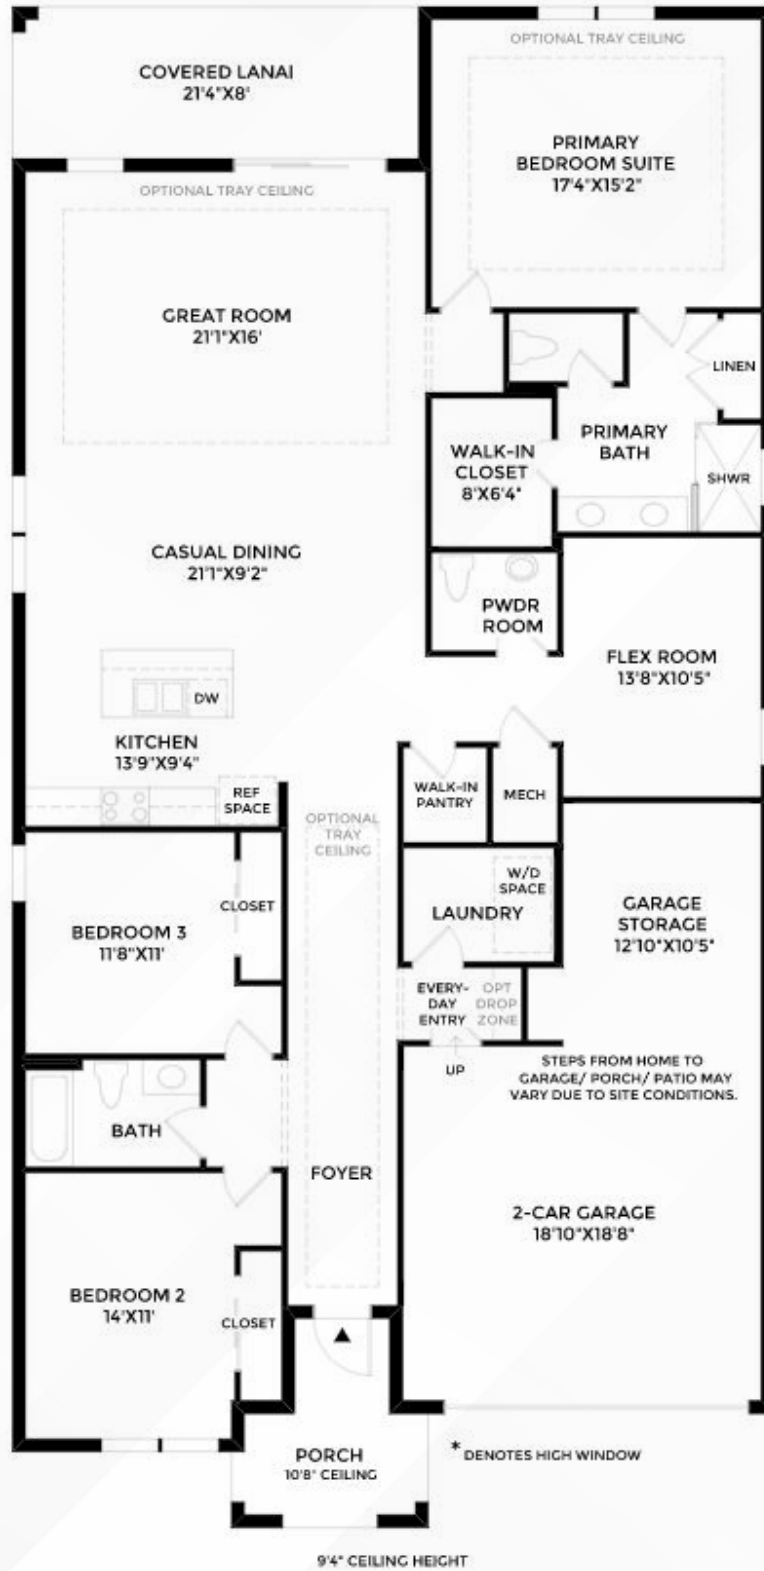 OPTIONAL TRAY CEILING
COVERED LANAI
21'4"X8'
PRIMARY
BEDROOM SUITE
17'4"X15'2"
OPTIONAL TRAY CEILING
GREAT ROOM
21'1"X16'
LINEN
PRIMARY
BATH
WALK-IN
CLOSET
8'X6'4"
SHWR
CASUAL DINING
21'1"X9'2"
PWDR
ROOM
FLEX ROOM
13'8"X10'5"
DW
KITCHEN
13'9"X9'4"
REF
SPACE
WALK-IN
PANTRY
MECH
OPTIONAL
TRAY
CEILING
W/D
SPACE
LAUNDRY
CLOSET
BEDROOM 3
11'8"X11'
GARAGE
STORAGE
12'10"X10'5"
EVERY-
DAY
ENTRY
OPT
DROP
ZONE
UP
STEPS FROM HOME TO
GARAGE/ PORCH/ PATIO MAY
VARY DUE TO SITE CONDITIONS.
BATH
FOYER
2-CAR GARAGE
18'10"X18'8"
BEDROOM 2
14'X11'
CLOSET
PORCH
10'8" CEILING
* DENOTES HIGH WINDOW
9'4" CEILING HEIGHT